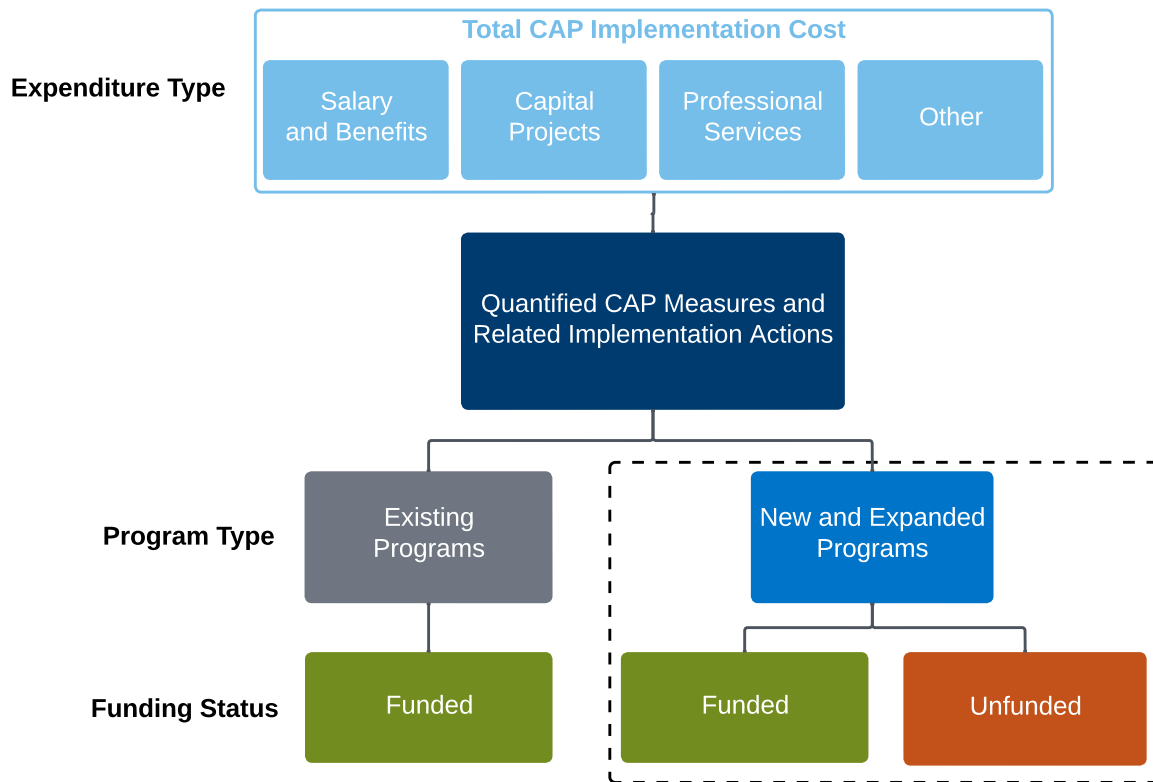 Total CAP Implementation Cost
Expenditure Type
Salary
and Benefits
Capital
Projects
Professional
Services
Other
Quantified CAP Measures and
Related Implementation Actions
Program Type
Existing
Programs
New and Expanded
Programs
Funding Status
Funded
Funded
Unfunded